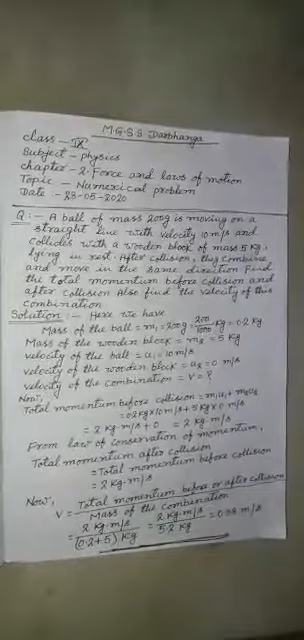 M.G.S.S Darbhanga
class - IX
Subject - physics
chapter - 2 Force and laws of motion
Topic - Numerical problem
Date :- 28-05-2020
Q:- A ball of mass 200g is moving on a
straight line with velocity 10 m/s and
collides with a wooden block of mass 5 kg.
lying in rest. After collision, they combine
and move in the same direction Find
the total momentum before collision and
after collision Also find the velocity of this
combination
Solution :- Here we have
Mass of the ball = m₁ = 200g = 200/1000 kg = 0.2 kg
Mass of the wooden block = m₂ = 5 kg
velocity of the ball = u₁ = 10 m/s
velocity of the wooden block = u₂ = 0 m/s
velocity of the combination = v = ?
Now,
Total momentum before collision = m₁u₁ + m₂u₂
= 0.2 kg x 10 m/s + 5 kg x 0 m/s
= 2 kg. m/s + 0 = 2 kg. m/s
From law of conservation of momentum,
Total momentum after collision
= Total momentum before collision
= 2 kg. m/s
Now, V = Total momentum before or after collision / Mass of the combination
= 2 kg. m/s / (0.2+5) kg = 2 kg. m/s / 5.2 kg = 0.38 m/s